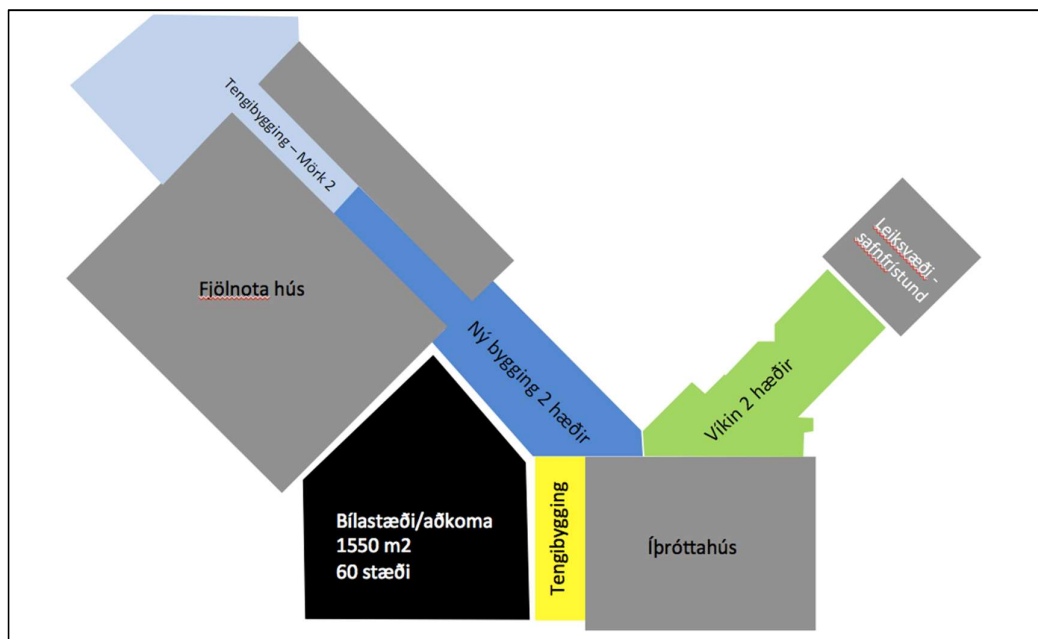 Tengibygging – Mörk 2
Fjölnota hús
Ný bygging 2 hæðir
Leiksvæði -
safnfrístund
Víkin 2 hæðir
Bílastæði/aðkoma
1550 m2
60 stæði
Tengibygging
Íþróttahús